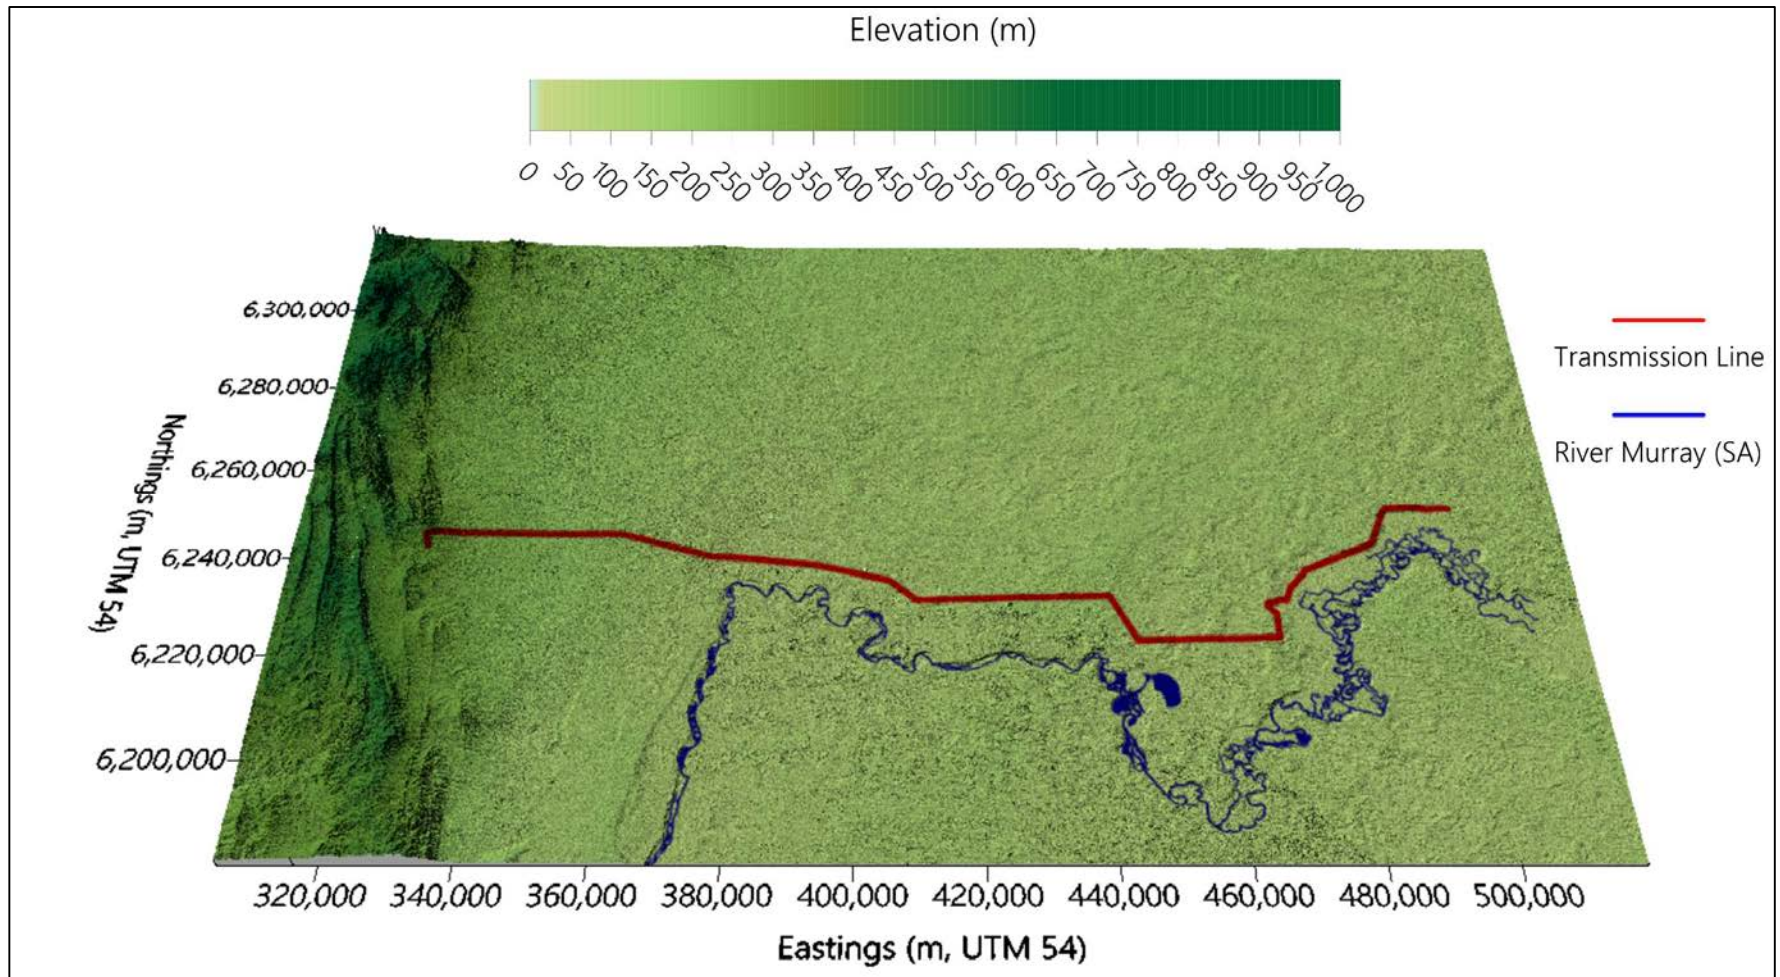 Elevation (m)
0 50 100 150 200 250 300 350 400 450 500 550 600 650 700 750 800 850 900 950 1000
6,300,000
6,280,000
6,260,000
6,240,000
6,220,000
6,200,000
Northings (m, UTM 54)
Transmission Line
River Murray (SA)
320,000 340,000 360,000 380,000 400,000 420,000 440,000 460,000 480,000 500,000
Eastings (m, UTM 54)